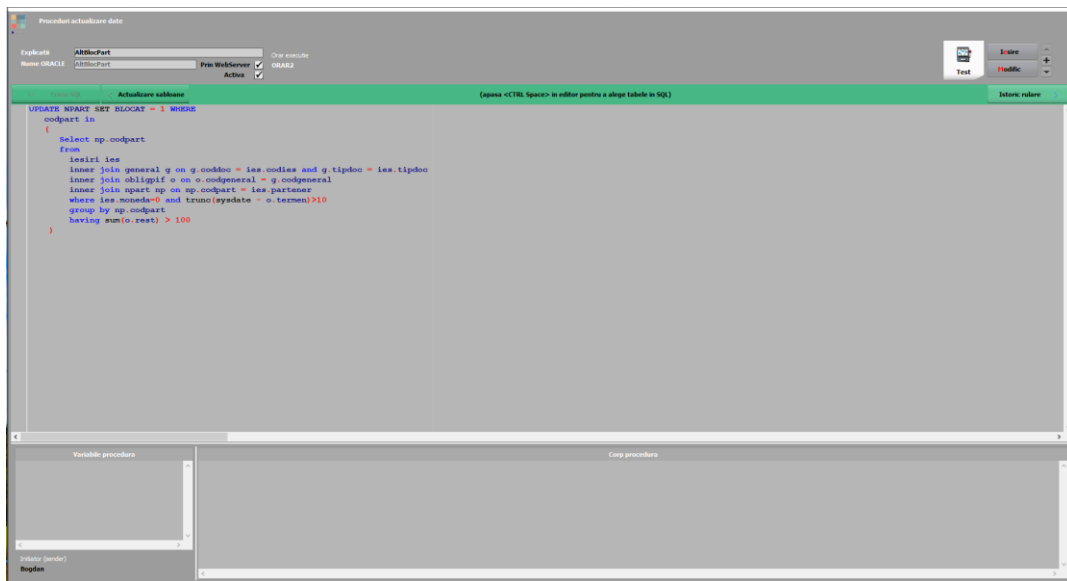 Proceduri actualizare date
Explicatii AltBlocPart Orar executie
Nume ORACLE AltBlocPart Prin WebServer ORAR2
Activa
Test
Iesire
Modific
Actualizare sabloane (apasa <CTRL Space> in editor pentru a alege tabele in SQL) Istoric rulare
UPDATE NPART SET BLOCAT = 1 WHERE
codpart in
(
Select np.codpart
from
iesiri ies
inner join general g on g.coddoc = ies.codies and g.tipdoc = ies.tipdoc
inner join obligpif o on o.codgeneral = g.codgeneral
inner join npart np on np.codpart = ies.partener
where ies.moneda=0 and trunc(sysdate - o.termen)>10
group by np.codpart
having sum(o.rest) > 100
)
Variabile procedura Corp procedura
Initiator (sender)
Bogdan